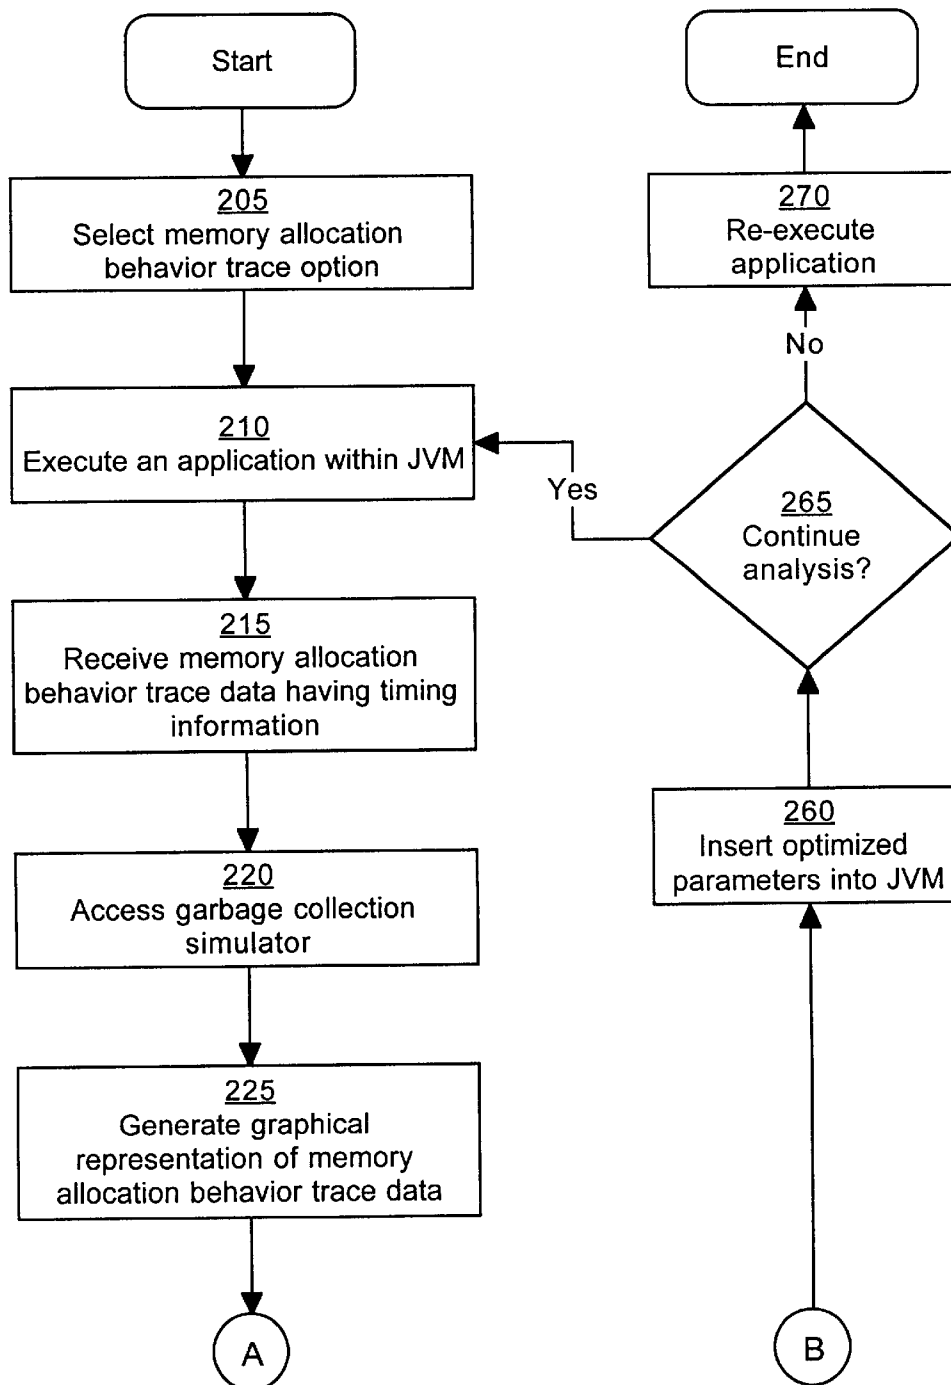 Start
205
Select memory allocation
behavior trace option
210
Execute an application within JVM
215
Receive memory allocation
behavior trace data having timing
information
220
Access garbage collection
simulator
225
Generate graphical
representation of memory
allocation behavior trace data
A
End
270
Re-execute
application
No
Yes
265
Continue
analysis?
260
Insert optimized
parameters into JVM
B